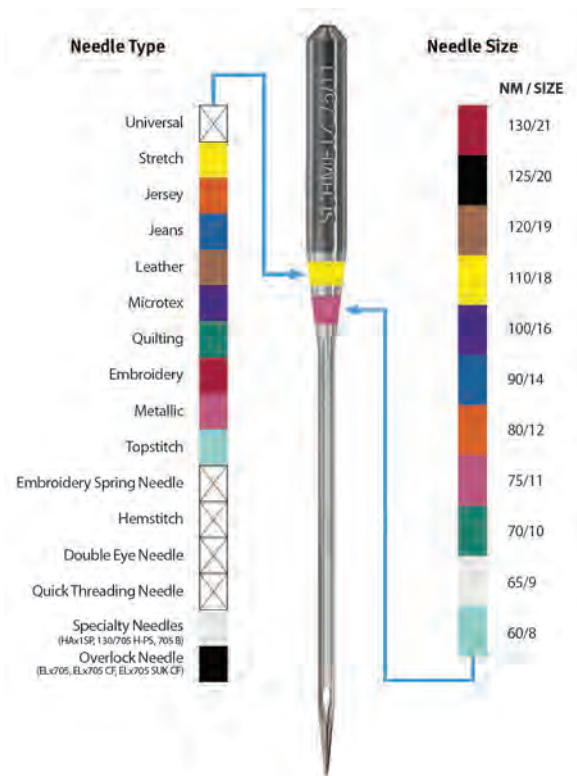 Needle Type
Universal
Stretch
Jersey
Jeans
Leather
Microtex
Quilting
Embroidery
Metallic
Topstitch
Embroidery Spring Needle
Hemstitch
Double Eye Needle
Quick Threading Needle
Specialty Needles
(HAx1SP, 130/705 H-PS, 705 B)
Overlock Needle
(ELx705, ELx705 CF, ELx705 SUK CF)
SCHMETZ 75/11
Needle Size
NM / SIZE
130/21
125/20
120/19
110/18
100/16
90/14
80/12
75/11
70/10
65/9
60/8